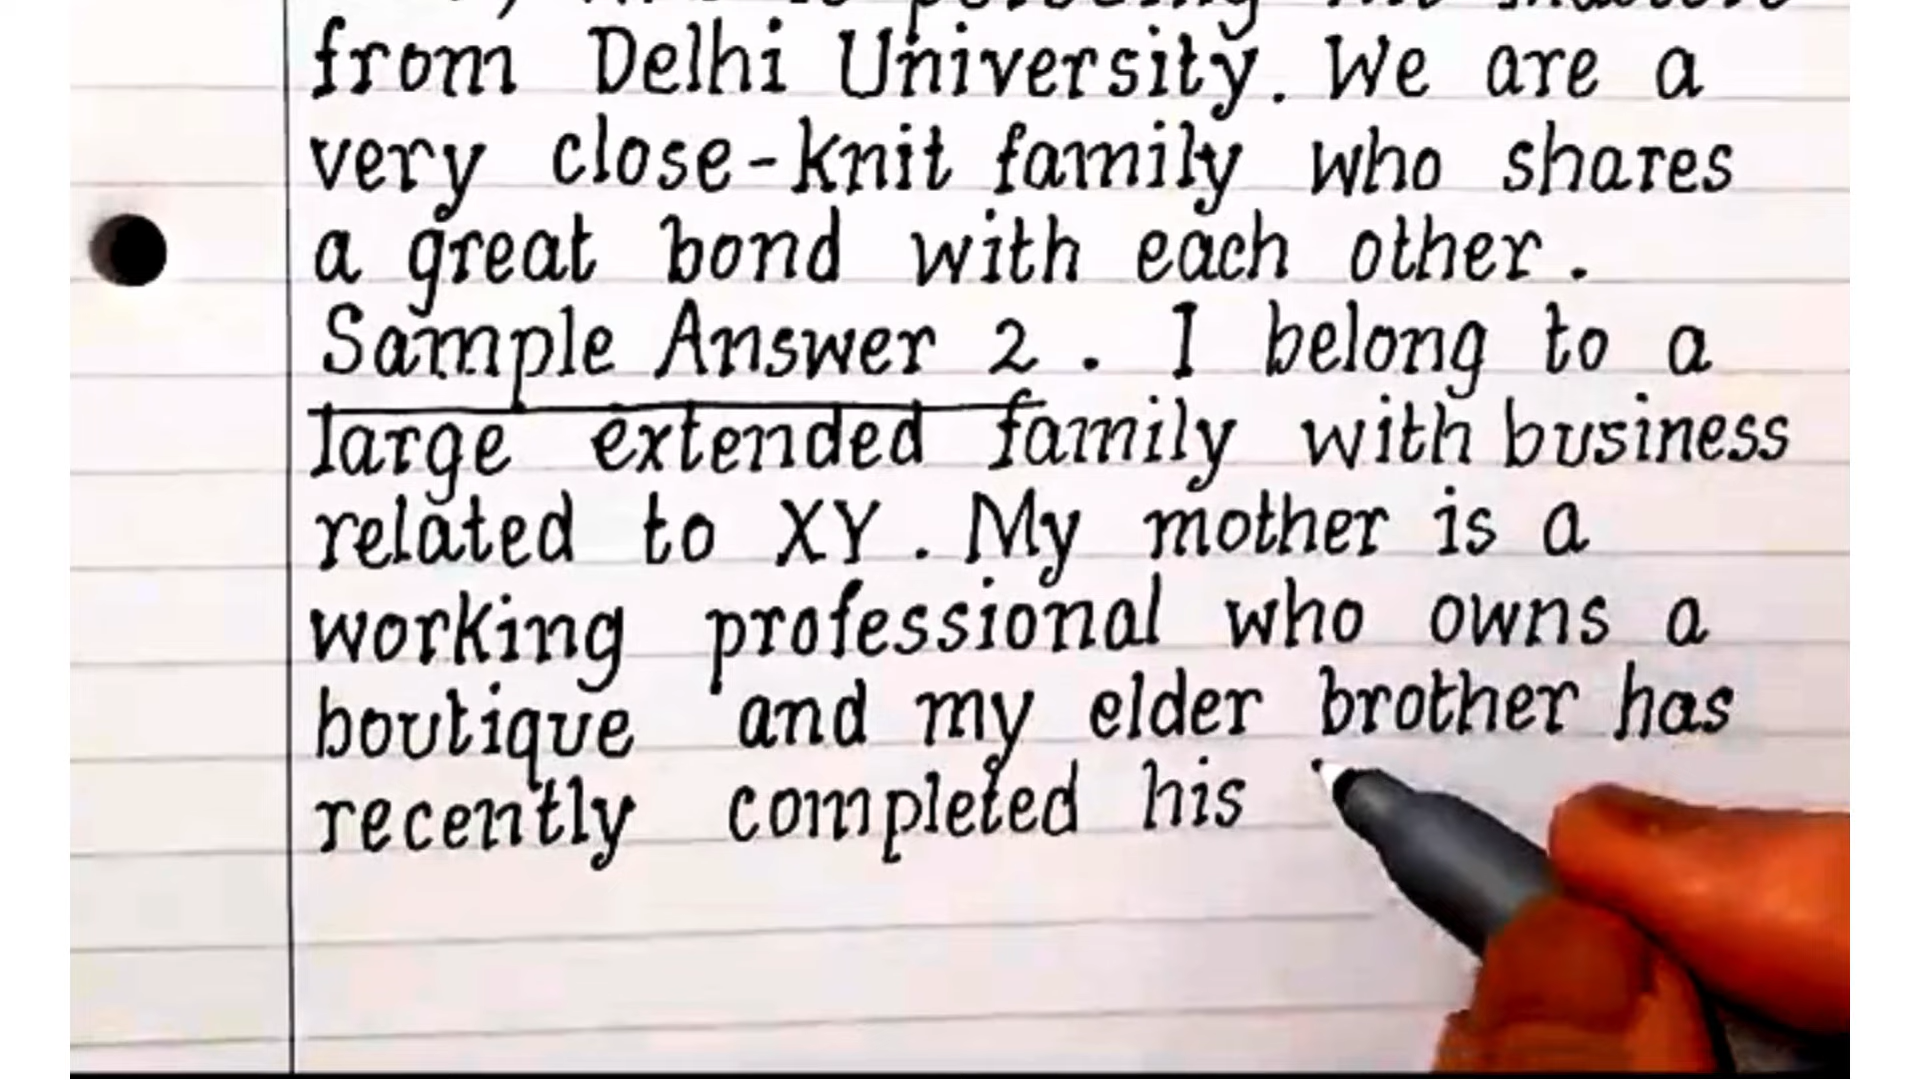 from Delhi University. We are a
very close-knit family who shares
a great bond with each other.
Sample Answer 2. I belong to a
large extended family with business
related to XY. My mother is a
working professional who owns a
boutique and my elder brother has
recently completed his